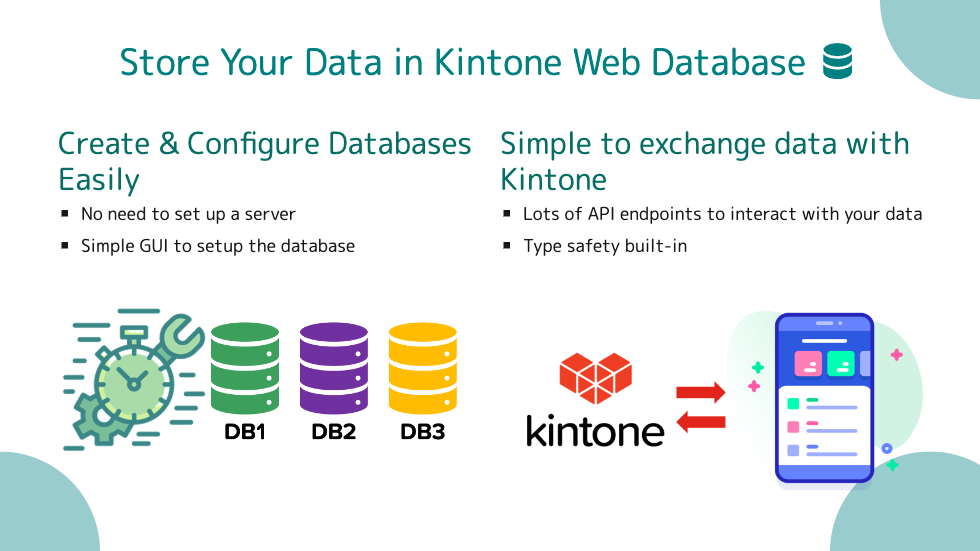 Store Your Data in Kintone Web Database
Create & Configure Databases
Easily
▪ No need to set up a server
▪ Simple GUI to setup the database
Simple to exchange data with
Kintone
▪ Lots of API endpoints to interact with your data
▪ Type safety built-in
DB1 DB2 DB3
kintone